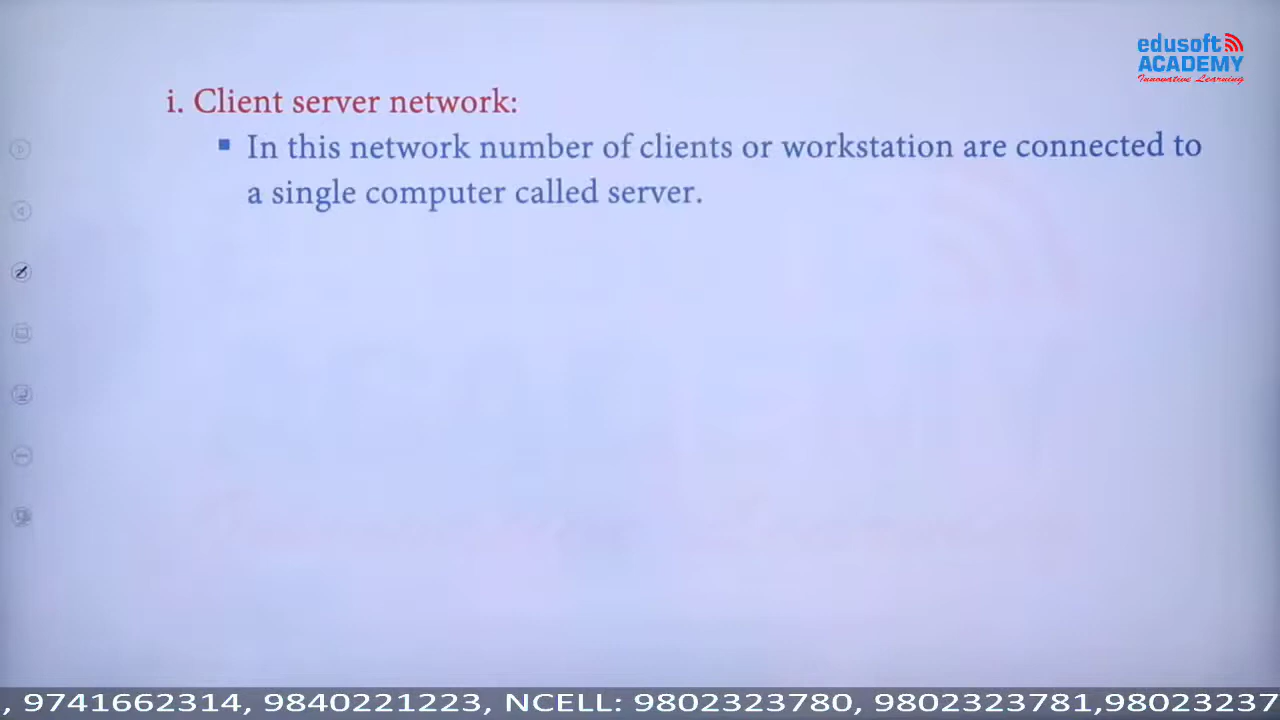 edusoft
ACADEMY
Innovative Learning
i. Client server network:
▪ In this network number of clients or workstation are connected to
a single computer called server.
, 9741662314, 9840221223, NCELL: 9802323780, 9802323781,98023237